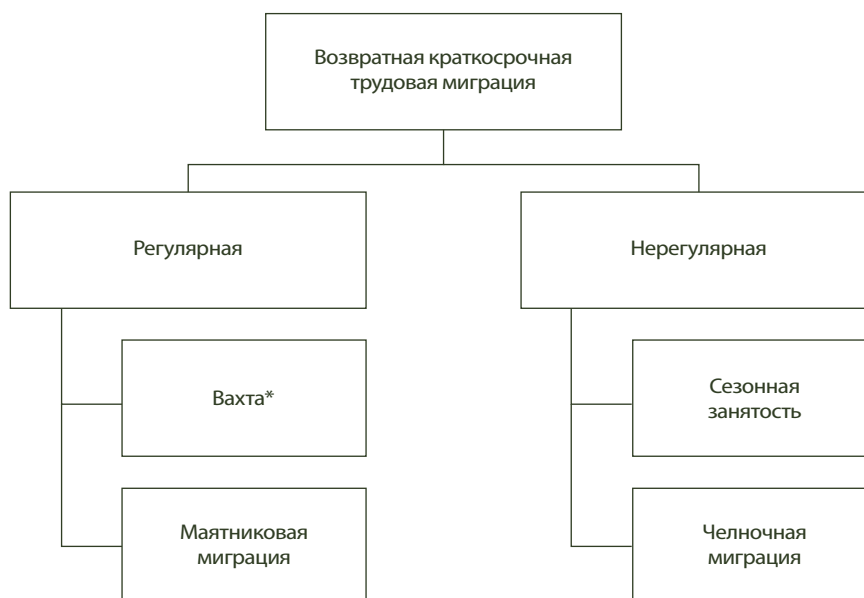 Возвратная краткосрочная
трудовая миграция
Регулярная
Нерегулярная
Вахта*
Сезонная
занятость
Маятниковая
миграция
Челночная
миграция